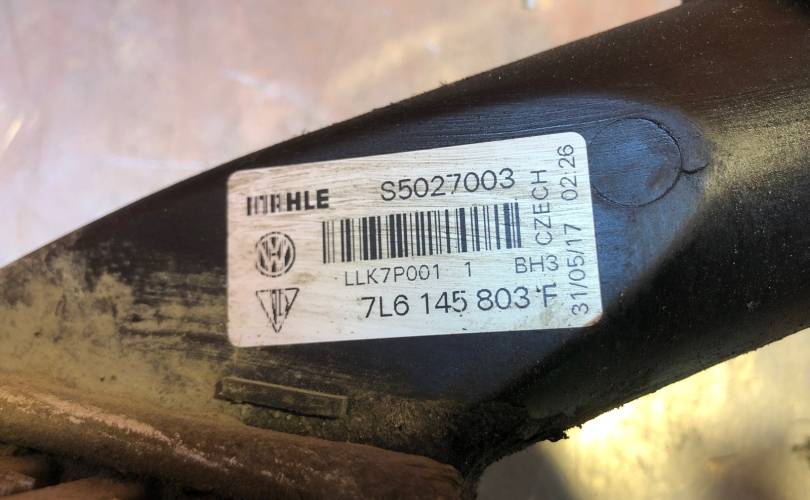 MAHLE S5027003
LLK7P001 1 BH3
7L6 145 803 F
CZECH
31/05/17 02:26